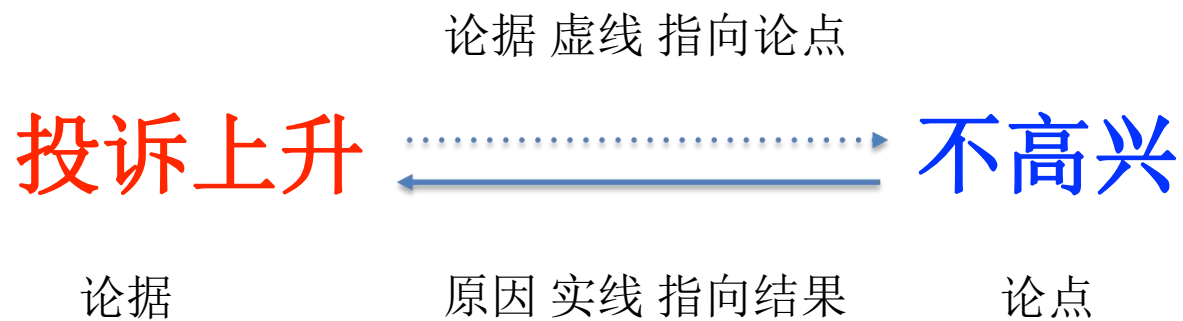 论据 虚线 指向论点
投诉上升
不高兴
论据
原因 实线 指向结果
论点